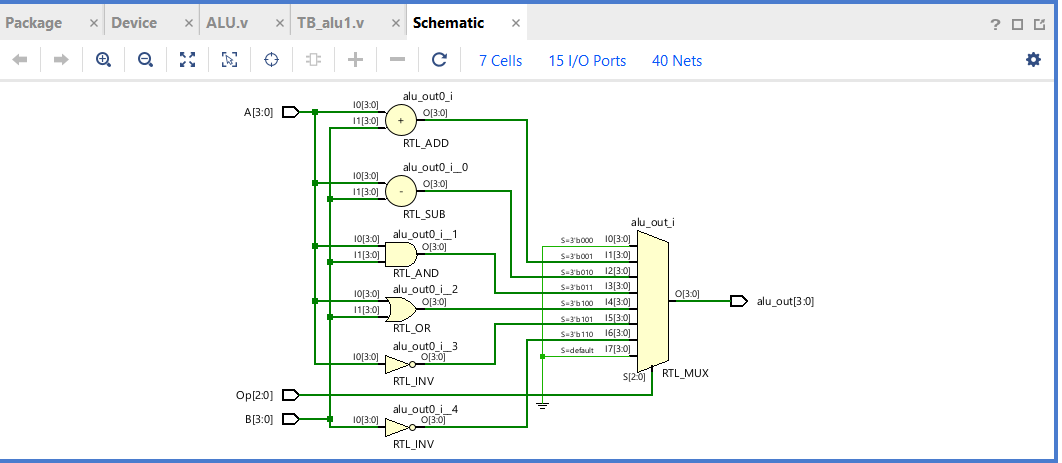 Package × Device × ALU.v × TB_alu1.v × Schematic × ? 
7 Cells 15 I/O Ports 40 Nets
A[3:0]
alu_out0_i
I0[3:0]
I1[3:0]
+
O[3:0]
RTL_ADD
alu_out0_i__0
I0[3:0]
I1[3:0]
-
O[3:0]
RTL_SUB
alu_out0_i__1
I0[3:0]
I1[3:0]
O[3:0]
RTL_AND
alu_out0_i__2
I0[3:0]
I1[3:0]
O[3:0]
RTL_OR
alu_out0_i__3
I0[3:0]
O[3:0]
RTL_INV
Op[2:0]
B[3:0]
alu_out0_i__4
I0[3:0]
O[3:0]
RTL_INV
alu_out_i
S=3'b000 I0[3:0]
S=3'b001 I1[3:0]
S=3'b010 I2[3:0]
S=3'b011 I3[3:0]
S=3'b100 I4[3:0]
S=3'b101 I5[3:0]
S=3'b110 I6[3:0]
S=default I7[3:0]
S[2:0]
RTL_MUX
O[3:0]
alu_out[3:0]